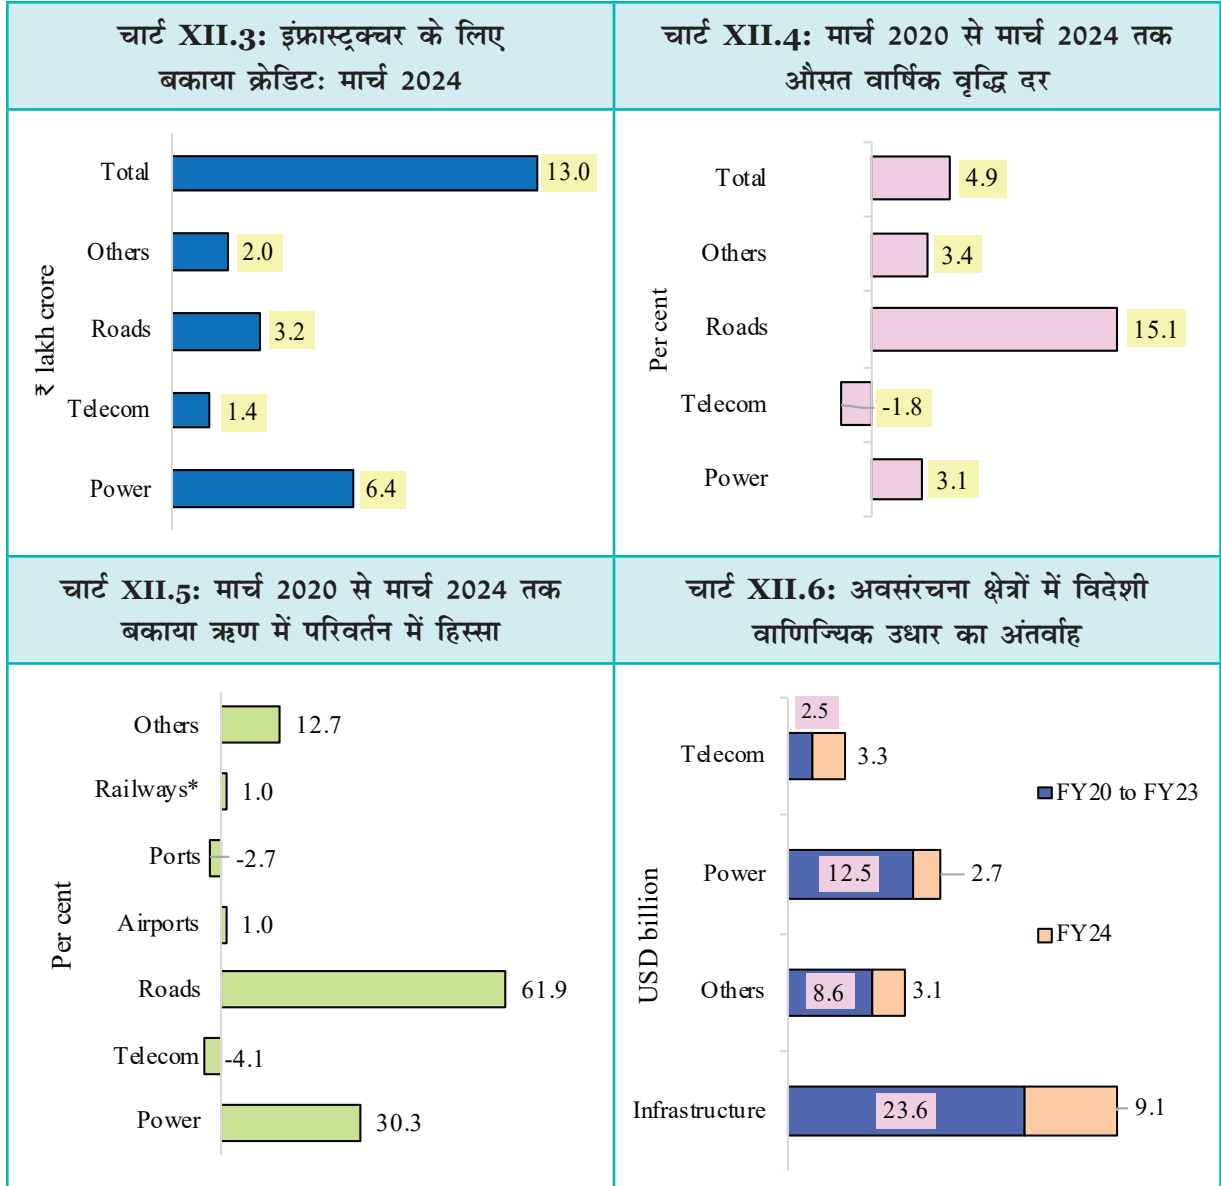 चार्ट XII.3: इंफ्रास्ट्रक्चर के लिए
बकाया क्रेडिटः मार्च 2024
Total
13.0
Others
2.0
Roads
3.2
Telecom
1.4
Power
6.4
₹ lakh crore
चार्ट XII.4: मार्च 2020 से मार्च 2024 तक
औसत वार्षिक वृद्धि दर
Total
4.9
Others
3.4
Roads
15.1
Telecom
-1.8
Power
3.1
Per cent
चार्ट XII.5: मार्च 2020 से मार्च 2024 तक
बकाया ऋण में परिवर्तन में हिस्सा
Others
12.7
Railways*
1.0
Ports
-2.7
Airports
1.0
Roads
61.9
Telecom
-4.1
Power
30.3
Per cent
चार्ट XII.6: अवसंरचना क्षेत्रों में विदेशी
वाणिज्यिक उधार का अंतर्वाह
2.5
Telecom
3.3
Power
12.5
2.7
Others
8.6
3.1
Infrastructure
23.6
9.1
USD billion
FY20 to FY23
FY24